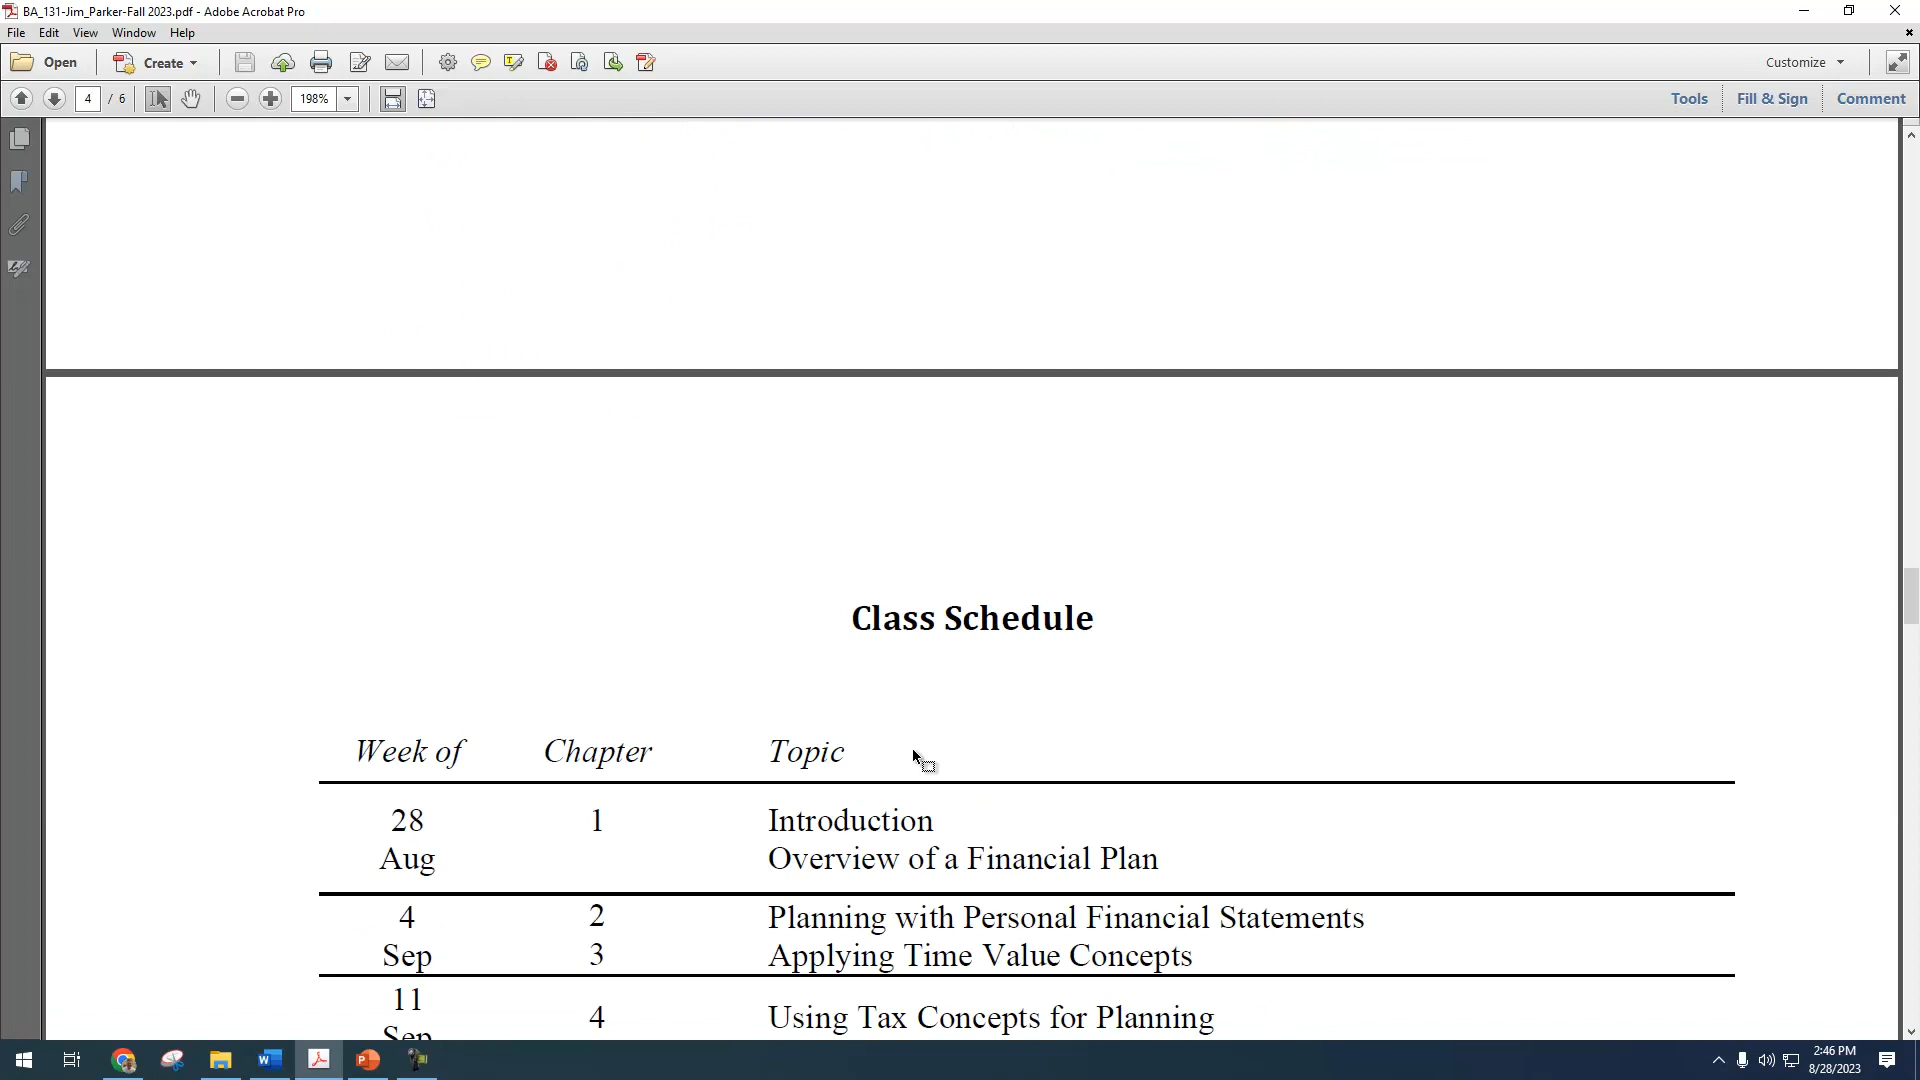 BA_131-Jim_Parker-Fall 2023.pdf - Adobe Acrobat Pro
File Edit View Window Help
Open Create Customize
4 / 6 198% Tools Fill & Sign Comment
Class Schedule
Week of Chapter Topic
28 1 Introduction
Aug Overview of a Financial Plan
4 2 Planning with Personal Financial Statements
Sep 3 Applying Time Value Concepts
11
4 Using Tax Concepts for Planning
Sep
2:46 PM
8/28/2023